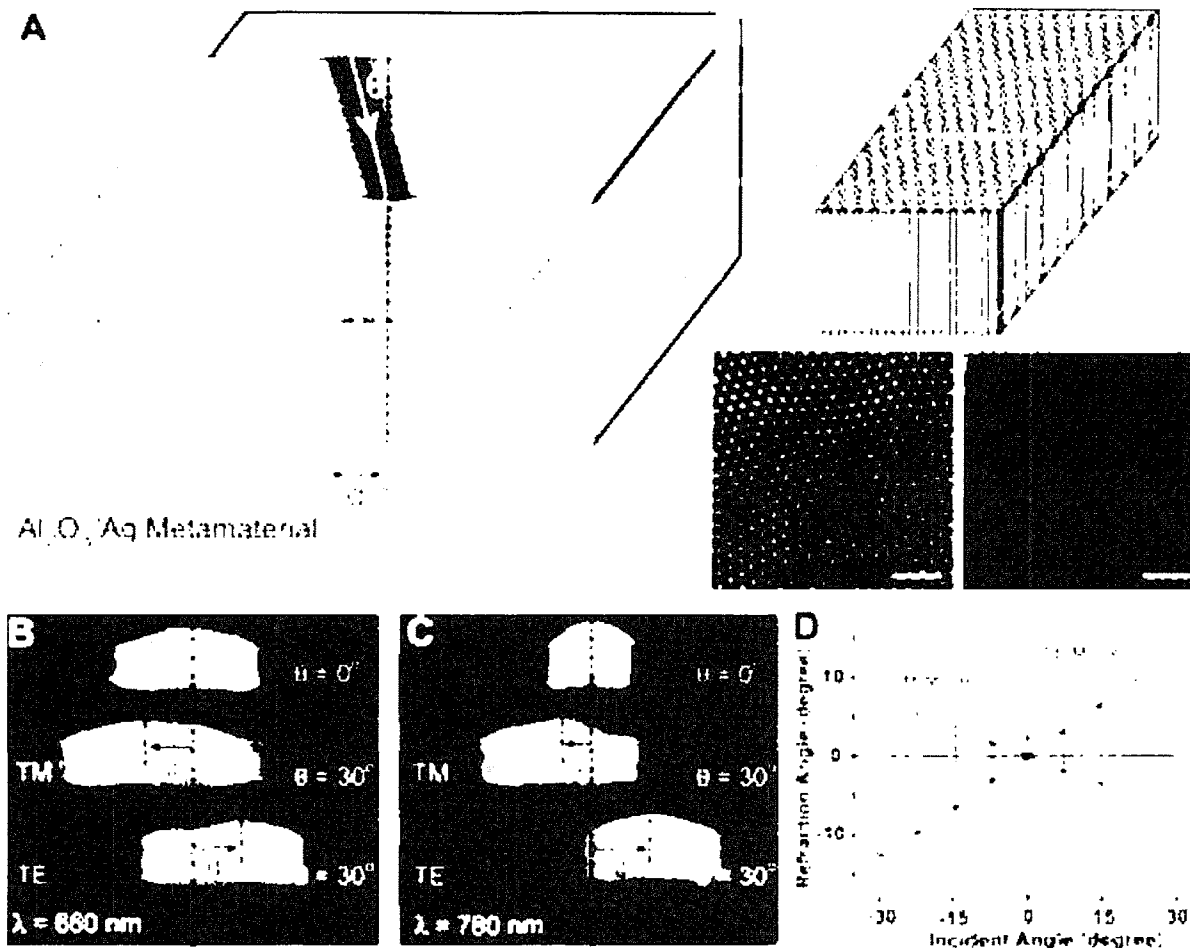 A
θ
d
Al2O3/Ag Metamaterial
B
θ = 0°
TM
θ = 30°
TE
= 30°
λ = 660 nm
C
θ = 0°
TM
θ = 30°
TE
= 30°
λ = 780 nm
D
Refraction Angle (degree)
10
0
-10
-30
-15
0
15
30
Incident Angle (degree)